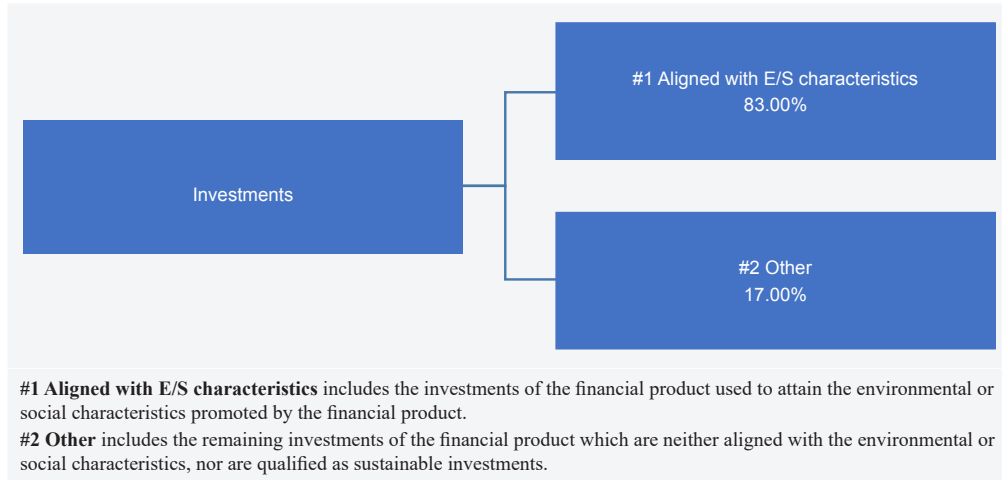 #1 Aligned with E/S characteristics
83.00%
Investments
#2 Other
17.00%
#1 Aligned with E/S characteristics includes the investments of the financial product used to attain the environmental or
social characteristics promoted by the financial product.
#2 Other includes the remaining investments of the financial product which are neither aligned with the environmental or
social characteristics, nor are qualified as sustainable investments.